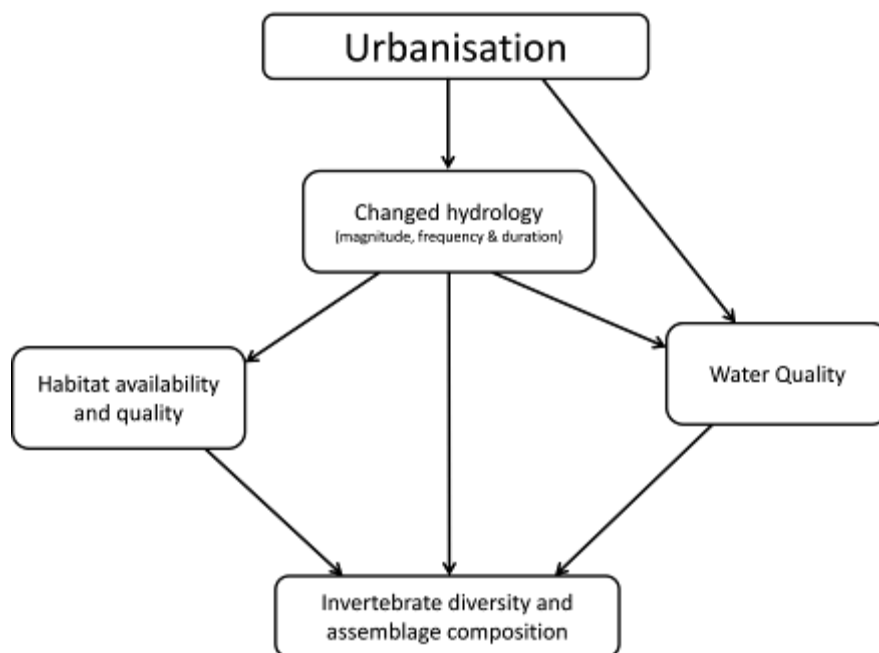 Urbanisation
Changed hydrology
(magnitude, frequency & duration)
Habitat availability
and quality
Water Quality
Invertebrate diversity and
assemblage composition